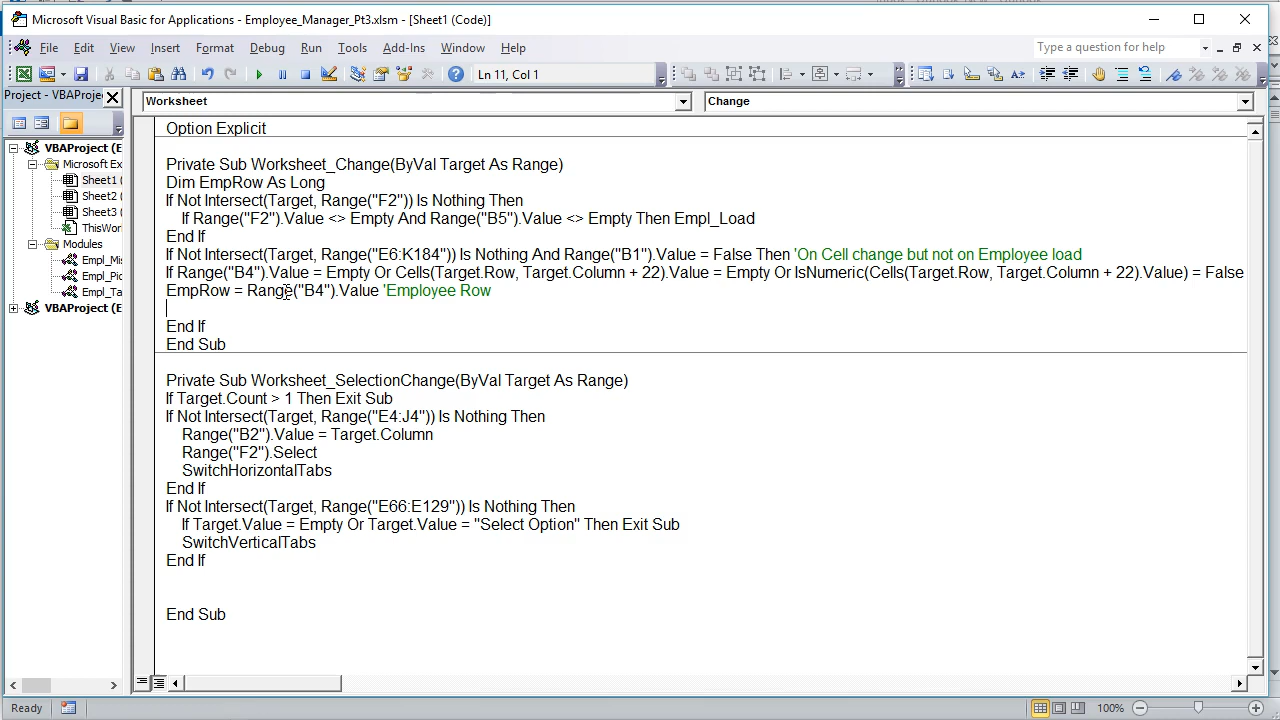 Microsoft Visual Basic for Applications - Employee_Manager_Pt3.xlsm - [Sheet1 (Code)]
File Edit View Insert Format Debug Run Tools Add-Ins Window Help
Type a question for help
Ln 11, Col 1
Project - VBAProje
Worksheet
Change
VBAProject (E
Microsoft Ex
Sheet1 (
Sheet2 (
Sheet3 (
ThisWor
Modules
Empl_Mi
Empl_Pic
Empl_Ta
VBAProject (E
Option Explicit
Private Sub Worksheet_Change(ByVal Target As Range)
Dim EmpRow As Long
If Not Intersect(Target, Range("F2")) Is Nothing Then
If Range("F2").Value <> Empty And Range("B5").Value <> Empty Then Empl_Load
End If
If Not Intersect(Target, Range("E6:K184")) Is Nothing And Range("B1").Value = False Then 'On Cell change but not on Employee load
If Range("B4").Value = Empty Or Cells(Target.Row, Target.Column + 22).Value = Empty Or IsNumeric(Cells(Target.Row, Target.Column + 22).Value) = False
EmpRow = Range("B4").Value 'Employee Row
End If
End Sub
Private Sub Worksheet_SelectionChange(ByVal Target As Range)
If Target.Count > 1 Then Exit Sub
If Not Intersect(Target, Range("E4:J4")) Is Nothing Then
Range("B2").Value = Target.Column
Range("F2").Select
SwitchHorizontalTabs
End If
If Not Intersect(Target, Range("E66:E129")) Is Nothing Then
If Target.Value = Empty Or Target.Value = "Select Option" Then Exit Sub
SwitchVerticalTabs
End If
End Sub
Ready
100%